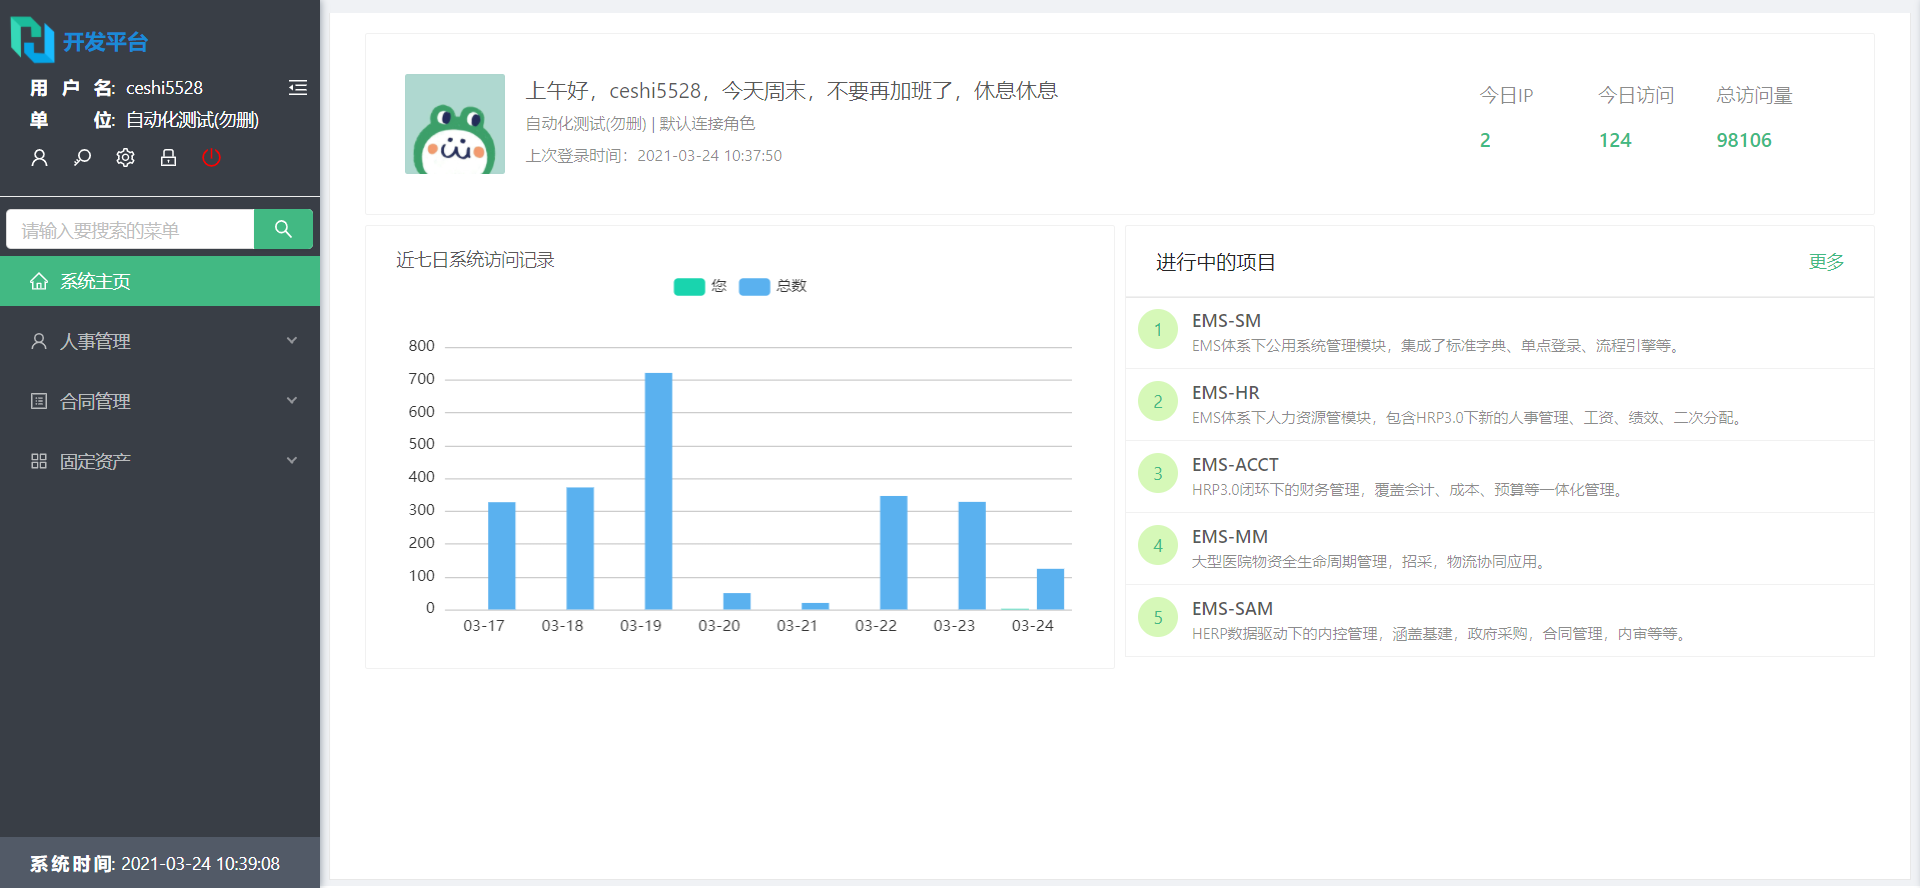 开发平台
用户名: ceshi5528
单位: 自动化测试(勿删)
请输入要搜索的菜单
系统主页
人事管理
合同管理
固定资产
系统时间: 2021-03-24 10:39:08
上午好，ceshi5528，今天周末，不要再加班了，休息休息
自动化测试(勿删) | 默认连接角色
上次登录时间：2021-03-24 10:37:50
今日IP 今日访问 总访问量
2 124 98106
近七日系统访问记录
您 总数
800
700
600
500
400
300
200
100
0
03-17 03-18 03-19 03-20 03-21 03-22 03-23 03-24
进行中的项目 更多
1 EMS-SM
EMS体系下公用系统管理模块，集成了标准字典、单点登录、流程引擎等。
2 EMS-HR
EMS体系下人力资源管模块，包含HRP3.0下新的人事管理、工资、绩效、二次分配。
3 EMS-ACCT
HRP3.0闭环下的财务管理，覆盖会计、成本、预算等一体化管理。
4 EMS-MM
大型医院物资全生命周期管理，招采，物流协同应用。
5 EMS-SAM
HERP数据驱动下的内控管理，涵盖基建，政府采购，合同管理，内审等等。